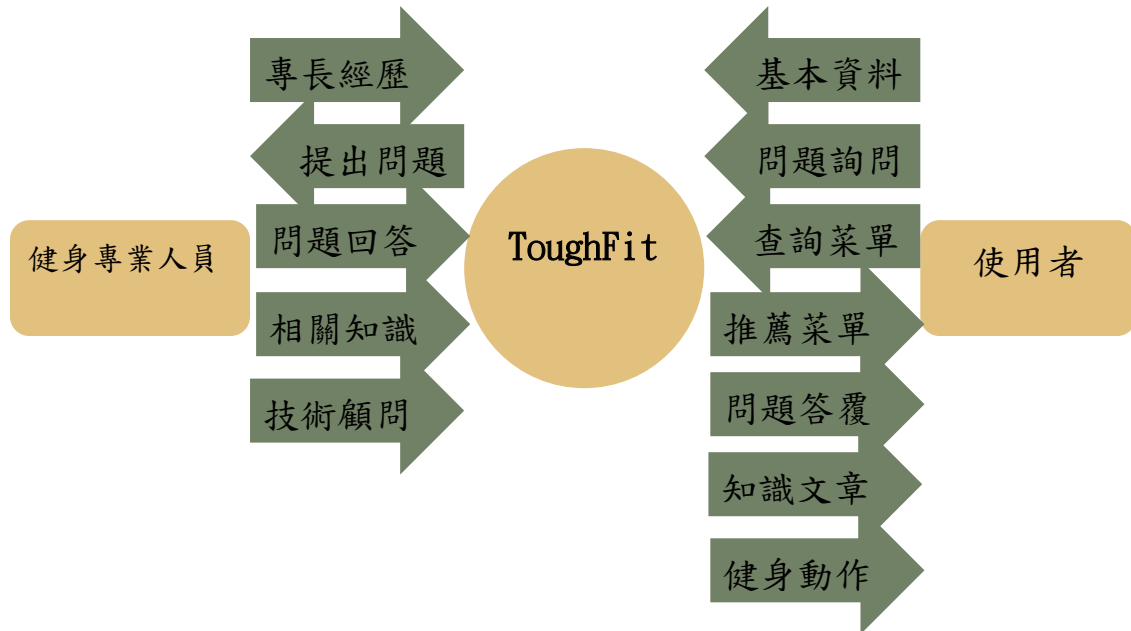 專長經歷
提出問題
問題回答
相關知識
技術顧問
健身專業人員
ToughFit
基本資料
問題詢問
查詢菜單
推薦菜單
問題答覆
知識文章
健身動作
使用者